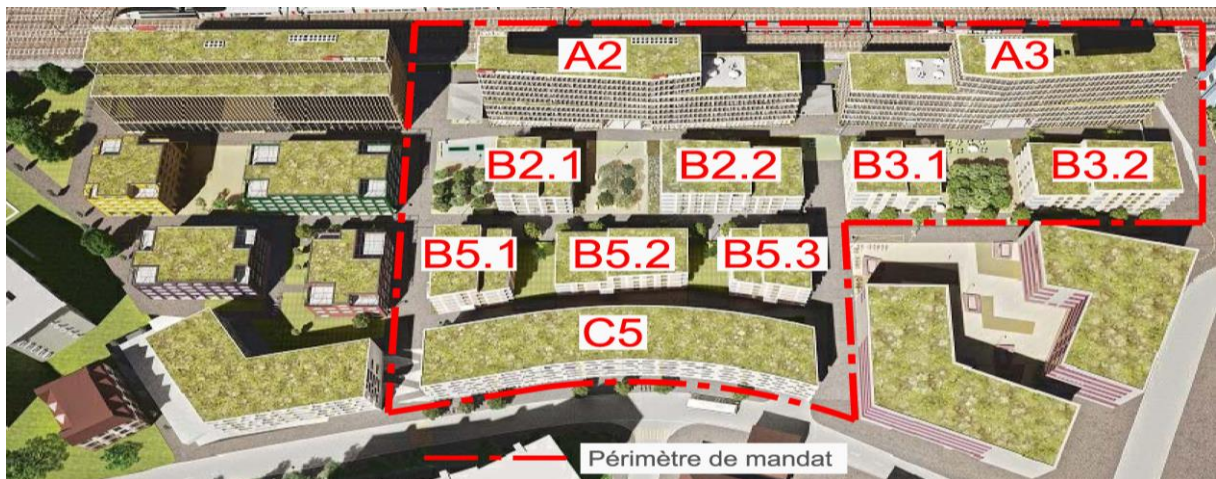 A2
A3
B2.1
B2.2
B3.1
B3.2
B5.1
B5.2
B5.3
C5
Périmètre de mandat